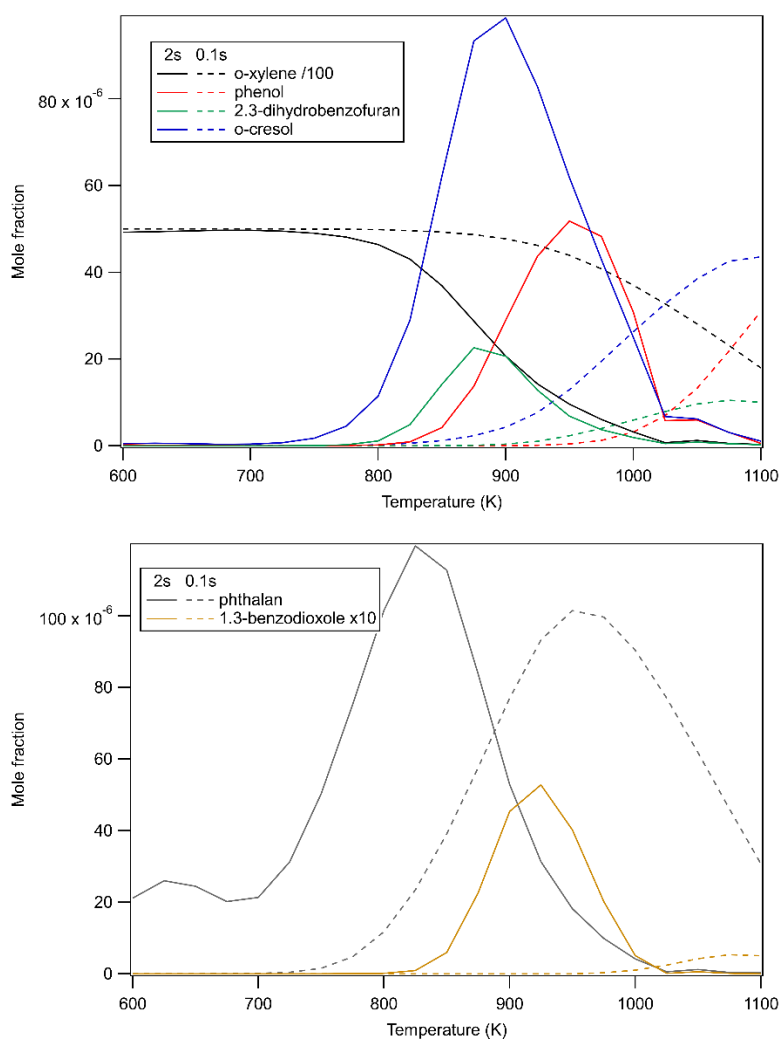 2s 0.1s
o-xylene /100
phenol
2.3-dihydrobenzofuran
o-cresol
Mole fraction
80 x 10⁻⁶
60
40
20
0
600 700 800 900 1000 1100
Temperature (K)
2s 0.1s
phthalan
1.3-benzodioxole x10
Mole fraction
100 x 10⁻⁶
80
60
40
20
0
600 700 800 900 1000 1100
Temperature (K)